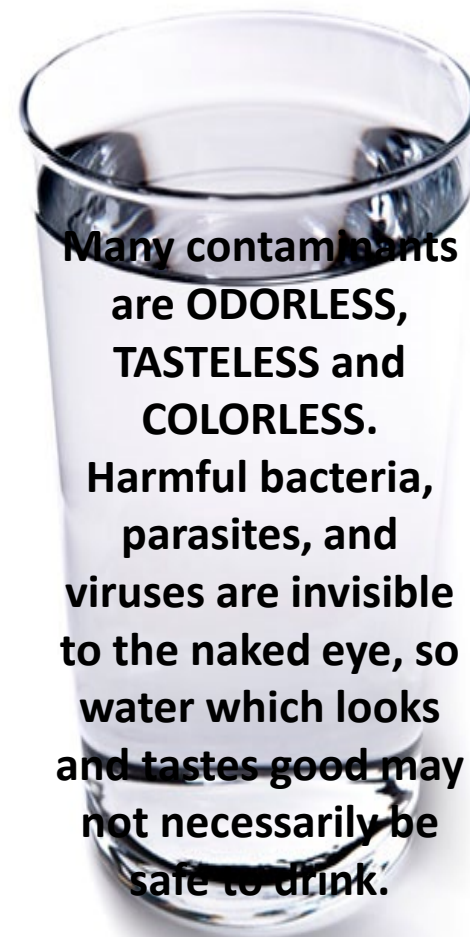 Many contaminants
are ODORLESS,
TASTELESS and
COLORLESS.
Harmful bacteria,
parasites, and
viruses are invisible
to the naked eye, so
water which looks
and tastes good may
not necessarily be
safe to drink.